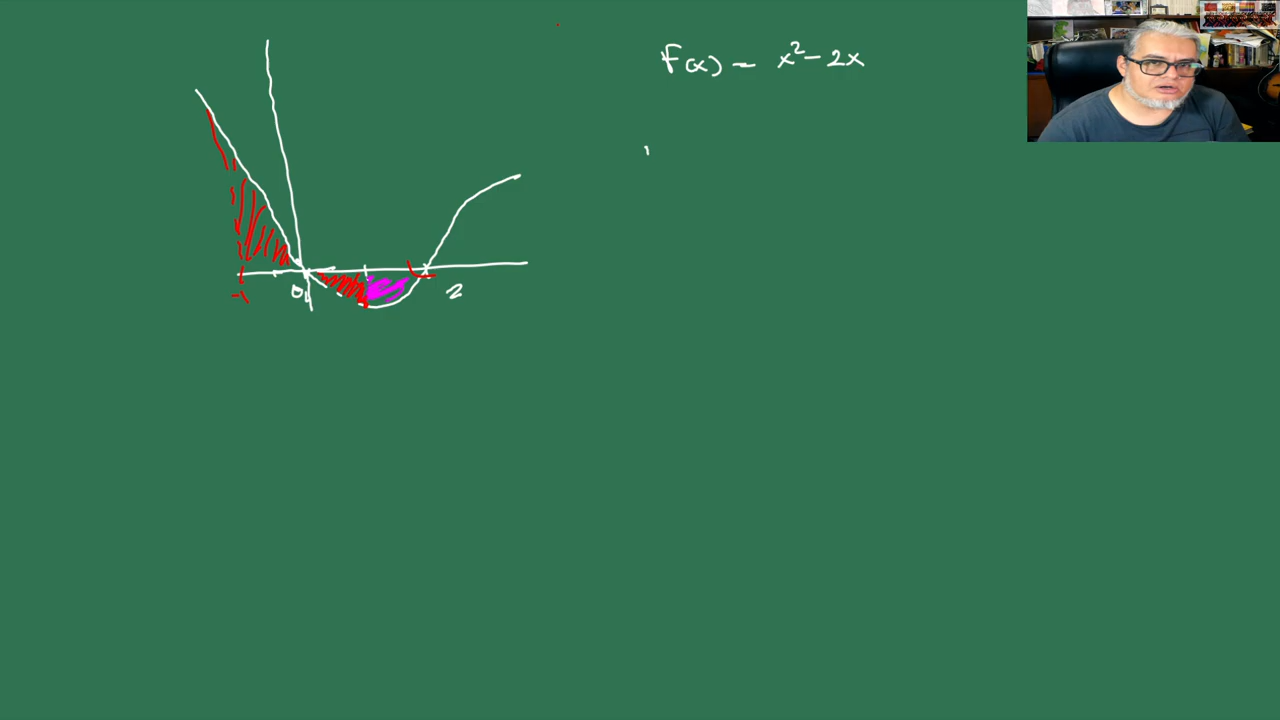 F(x) = x² - 2x
-1
0
2